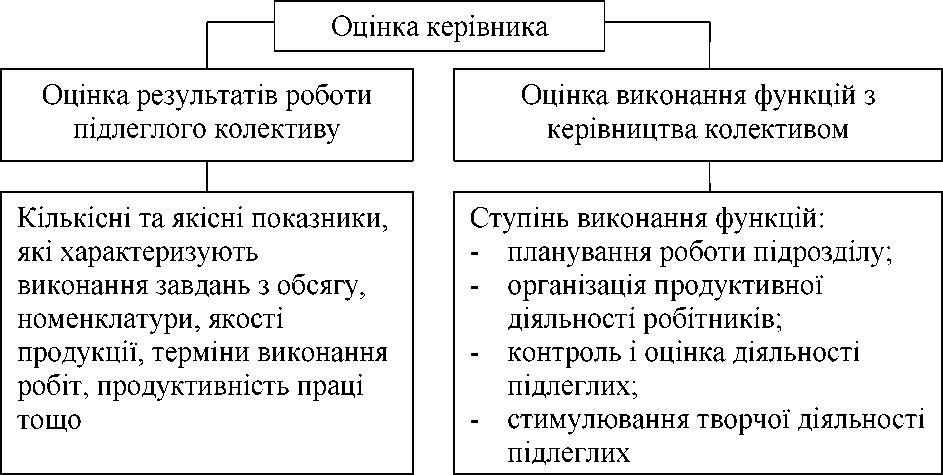 Оцінка керівника
Оцінка результатів роботи
підлеглого колективу
Оцінка виконання функцій з
керівництва колективом
Кількісні та якісні показники,
які характеризують
виконання завдань з обсягу,
номенклатури, якості
продукції, терміни виконання
робіт, продуктивність праці
тощо
Ступінь виконання функцій:
- планування роботи підрозділу;
- організація продуктивної
діяльності робітників;
- контроль і оцінка діяльності
підлеглих;
- стимулювання творчої діяльності
підлеглих